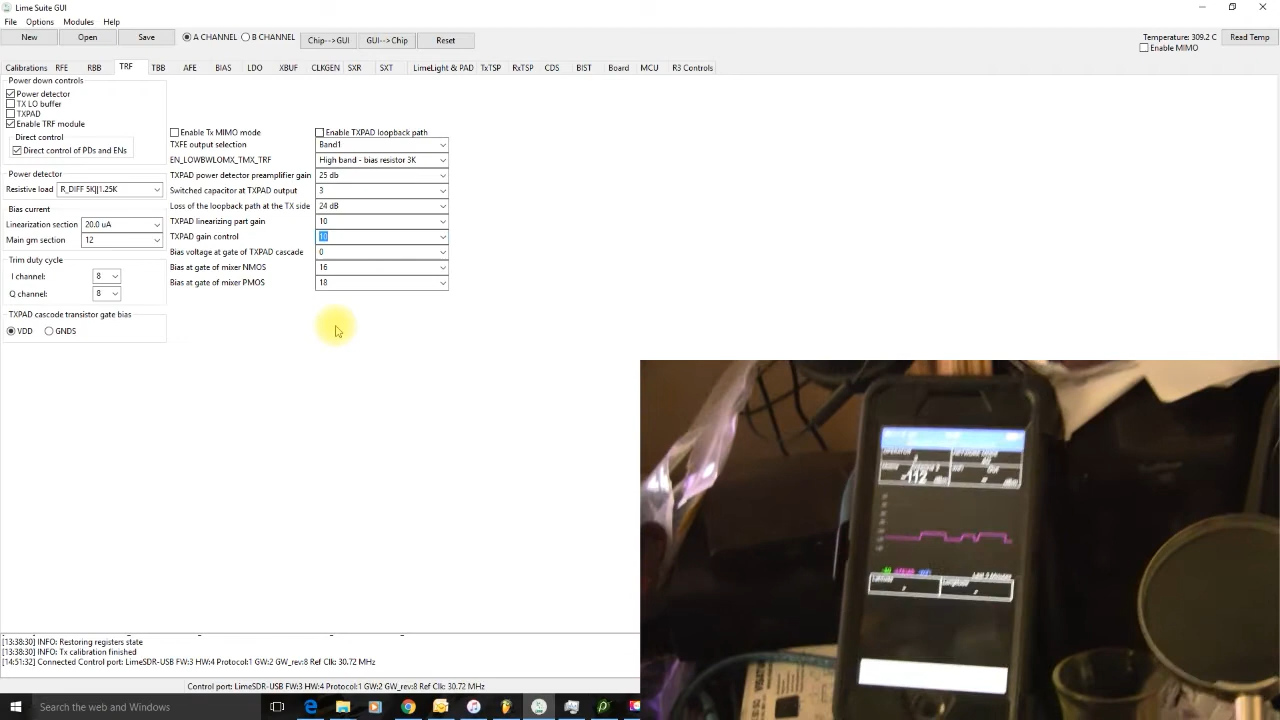 Lime Suite GUI
File Options Modules Help
New Open Save A CHANNEL B CHANNEL Chip-->GUI GUI-->Chip Reset Temperature: 309.2 C Read Temp
Enable MIMO
Calibrations RFE RBB TRF TBB AFE BIAS LDO XBUF CLKGEN SXR SXT LimeLight & PAD TxTSP RxTSP CDS BIST Board MCU R3 Controls
Power down controls
Power detector
TX LO buffer
TXPAD
Enable TRF module
Direct control
Direct control of PDs and ENs
Power detector
Resistive load R_DIFF 5K||1.25K
Bias current
Linearization section 20.0 uA
Main gm section 12
Trim duty cycle
I channel: 8
Q channel: 8
TXPAD cascode transistor gate bias
VDD GNDS
Enable Tx MIMO mode Enable TXPAD loopback path
TXFE output selection Band1
EN_LOWBWLOMX_TMX_TRF High band - bias resistor 3K
TXPAD power detector preamplifier gain 25 db
Switched capacitor at TXPAD output 3
Loss of the loopback path at the TX side 24 dB
TXPAD linearizing part gain 10
TXPAD gain control 10
Bias voltage at gate of TXPAD cascade 0
Bias at gate of mixer NMOS 16
Bias at gate of mixer PMOS 18
OPERATOR
-112
Last 2 Minutes
Latitude Longitude
[13:38:30] INFO: Restoring registers state
[13:38:30] INFO: Tx calibration finished
[14:51:32] Connected Control port: LimeSDR-USB FW:3 HW:4 Protocol:1 GW:2 GW_rev:8 Ref Clk: 30.72 MHz
Control port: LimeSDR-USB FW:3 HW:4 Protocol:1 GW:2 GW_rev:8 Ref Clk: 30.72 MHz
Search the web and Windows